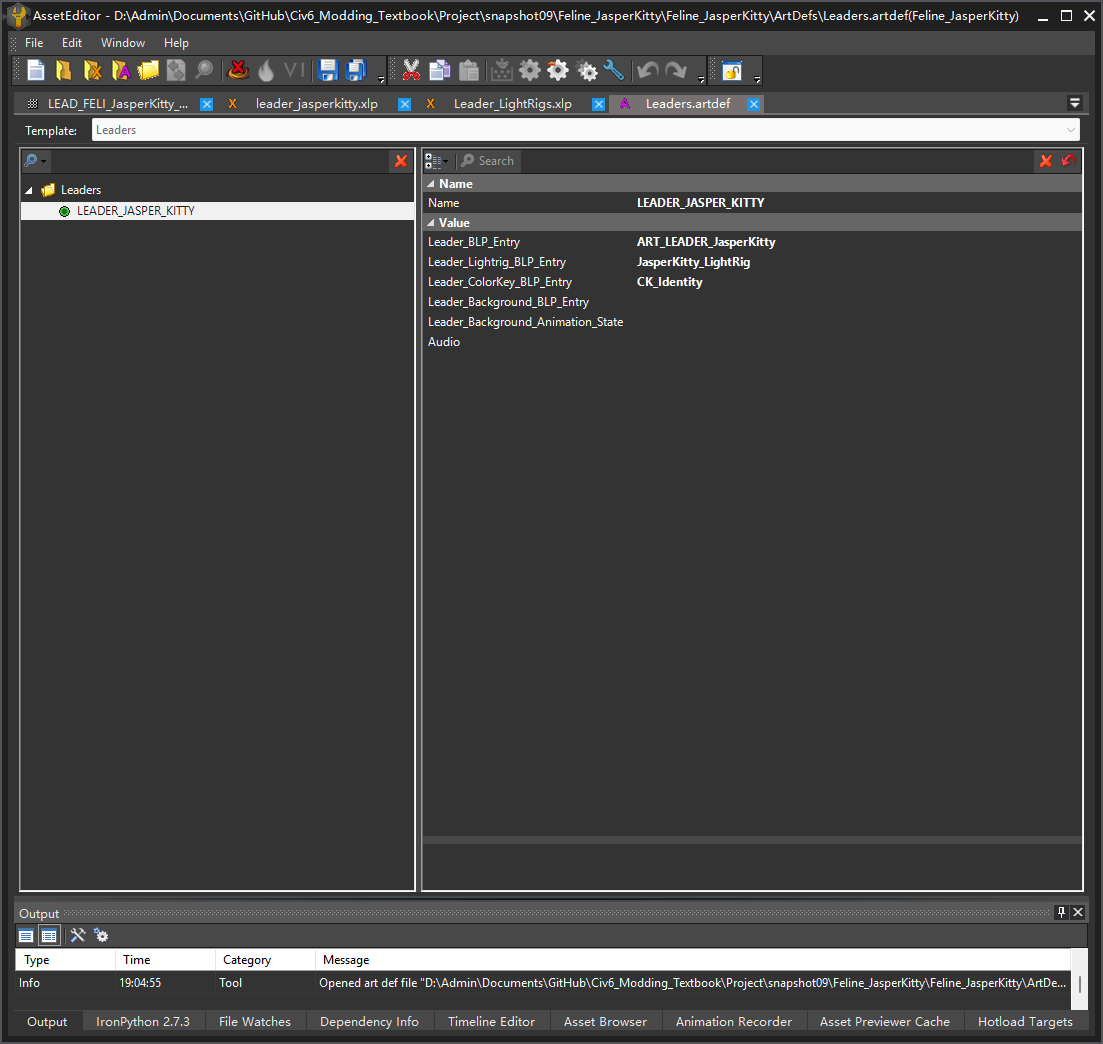 AssetEditor - D:\Admin\Documents\GitHub\Civ6_Modding_Textbook\Project\snapshot09\Feline_JasperKitty\Feline_JasperKitty\ArtDefs\Leaders.artdef(Feline_JasperKitty)
File Edit Window Help
VI
LEAD_FELI_JasperKitty_... X leader_jasperkitty.xlp X Leader_LightRigs.xlp A Leaders.artdef
Template: Leaders
Search
Leaders
LEADER_JASPER_KITTY
Name
Name LEADER_JASPER_KITTY
Value
Leader_BLP_Entry ART_LEADER_JasperKitty
Leader_Lightrig_BLP_Entry JasperKitty_LightRig
Leader_ColorKey_BLP_Entry CK_Identity
Leader_Background_BLP_Entry
Leader_Background_Animation_State
Audio
Output
Type Time Category Message
Info 19:04:55 Tool Opened art def file "D:\Admin\Documents\GitHub\Civ6_Modding_Textbook\Project\snapshot09\Feline_JasperKitty\Feline_JasperKitty\ArtDe...
Output IronPython 2.7.3 File Watches Dependency Info Timeline Editor Asset Browser Animation Recorder Asset Previewer Cache Hotload Targets